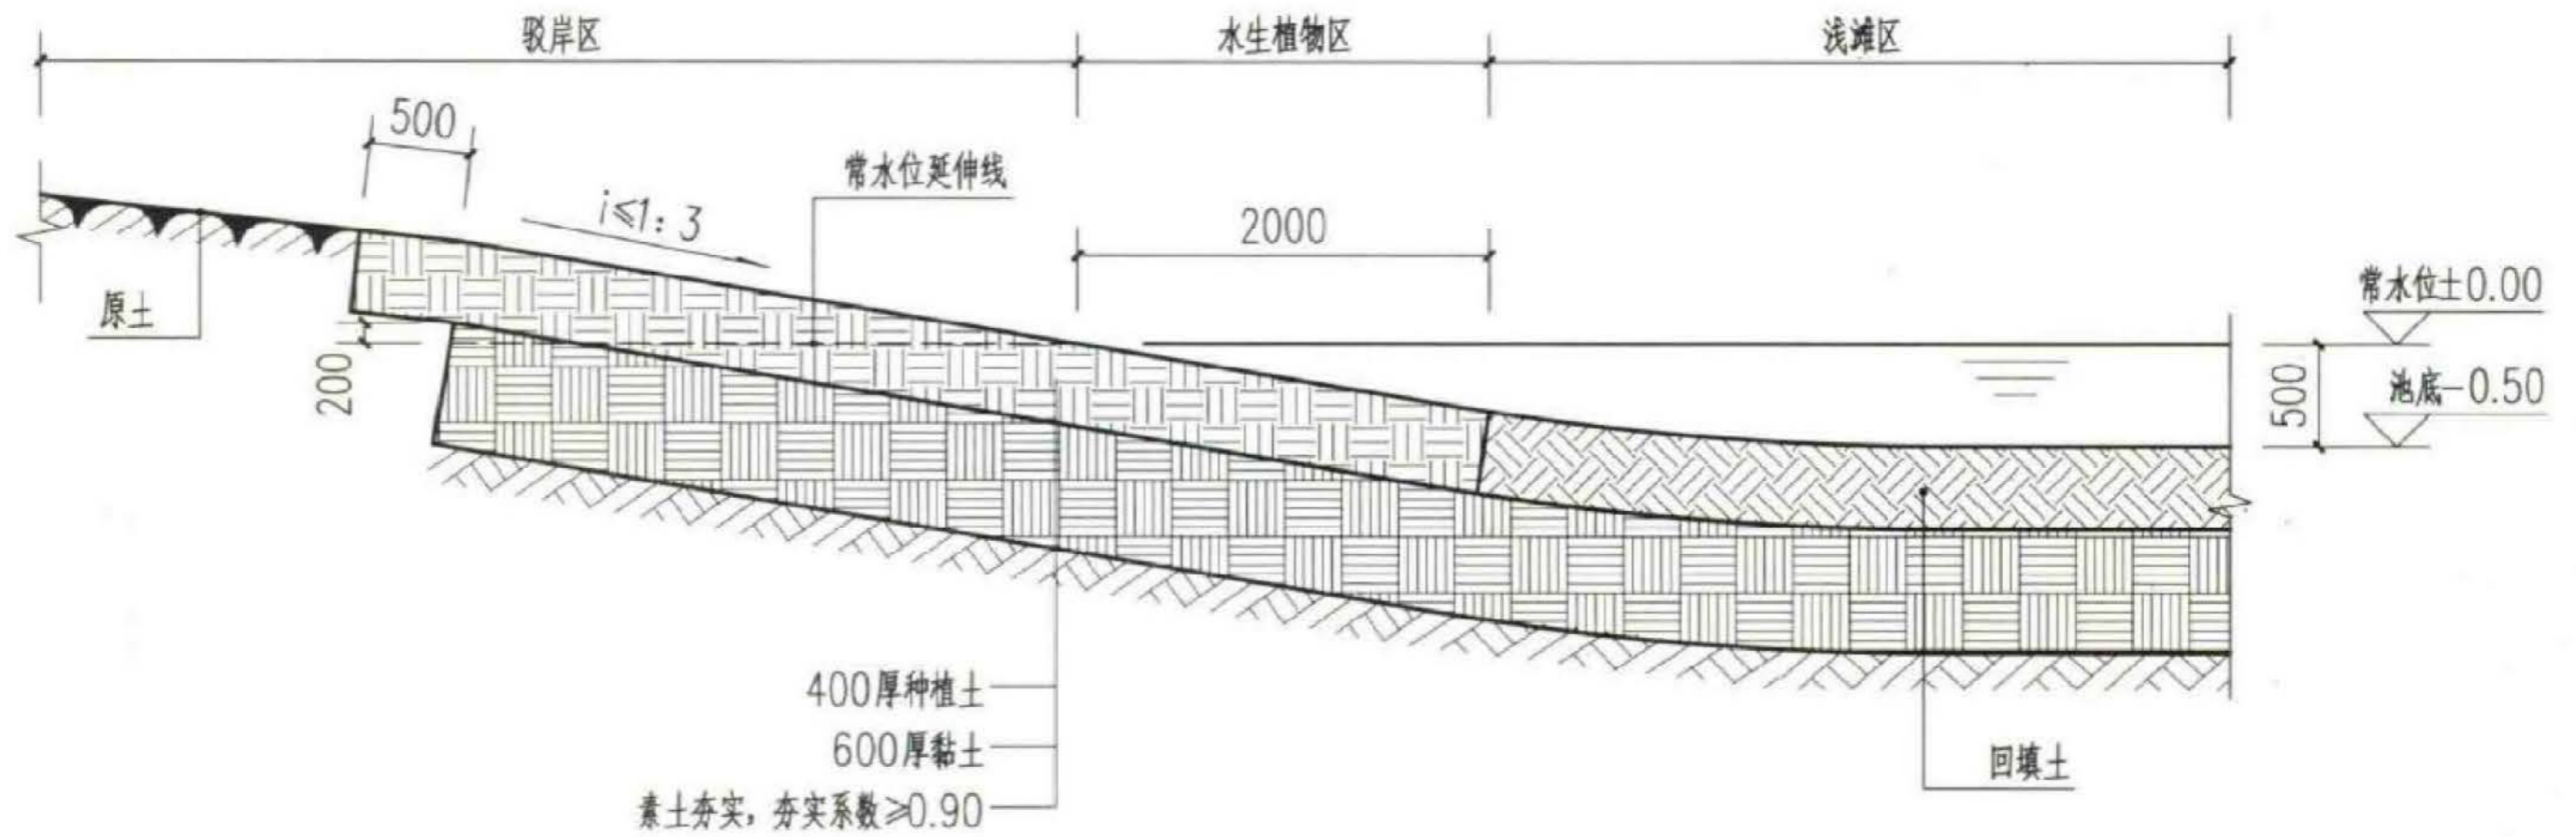 驳岸区
水生植物区
浅滩区
500
常水位延伸线
i≤1:3
2000
常水位±0.00
原土
200
500
池底-0.50
400厚种植土
600厚黏土
素土夯实，夯实系数≥0.90
回填土